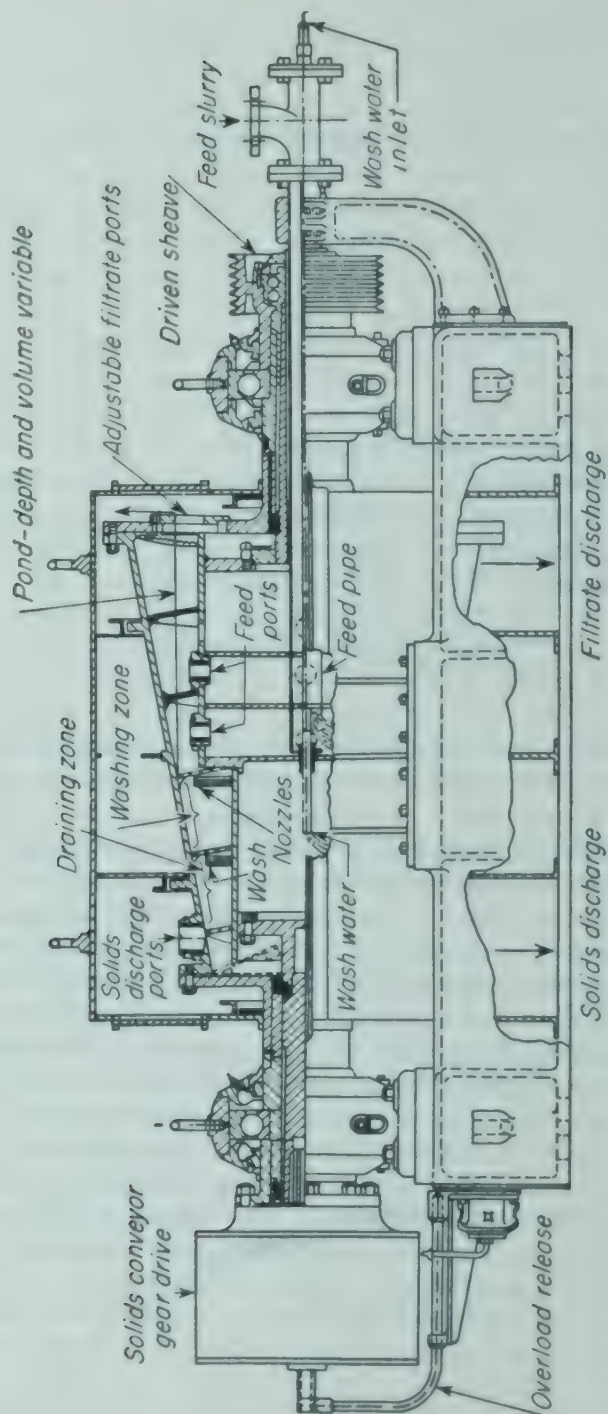 Solids conveyor
gear drive
Overload release
Solids
discharge
ports
Draining zone
Washing zone
Wash
Nozzles
Wash water
Feed
ports
Feed pipe
Pond-depth and volume variable
Adjustable filtrate ports
Driven sheave
Feed slurry
Wash water
inlet
Solids discharge
Filtrate discharge